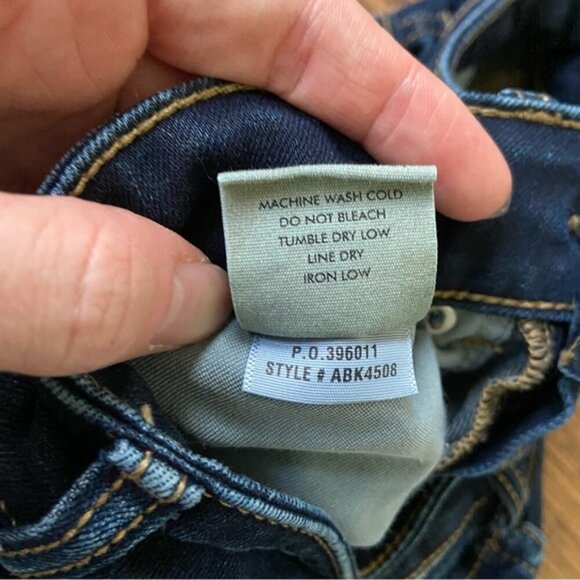 MACHINE WASH COLD
DO NOT BLEACH
TUMBLE DRY LOW
LINE DRY
IRON LOW
P.O.396011
STYLE # ABK4508